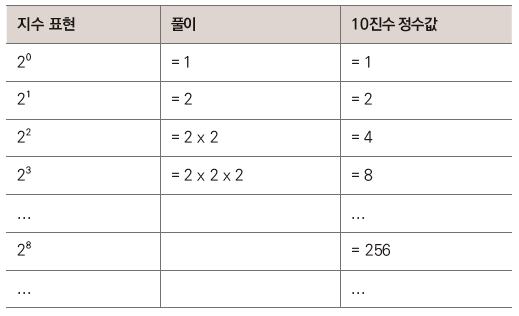 지수 표현 풀이 10진수 정수값
2⁰ = 1 = 1
2¹ = 2 = 2
2² = 2 x 2 = 4
2³ = 2 x 2 x 2 = 8
... ...
2⁸ = 256
... ...